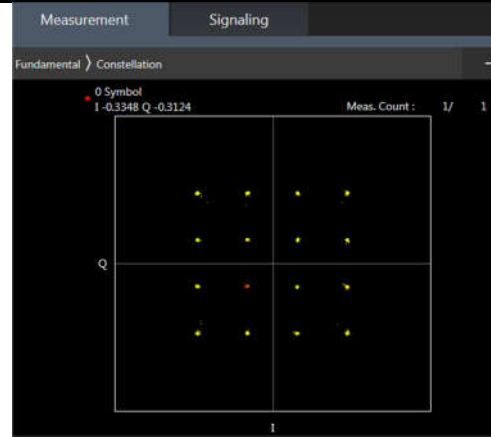 Measurement Signaling
Fundamental 〉 Constellation
0 Symbol
I -0.3348 Q -0.3124 Meas. Count : 1/ 1
Q
I